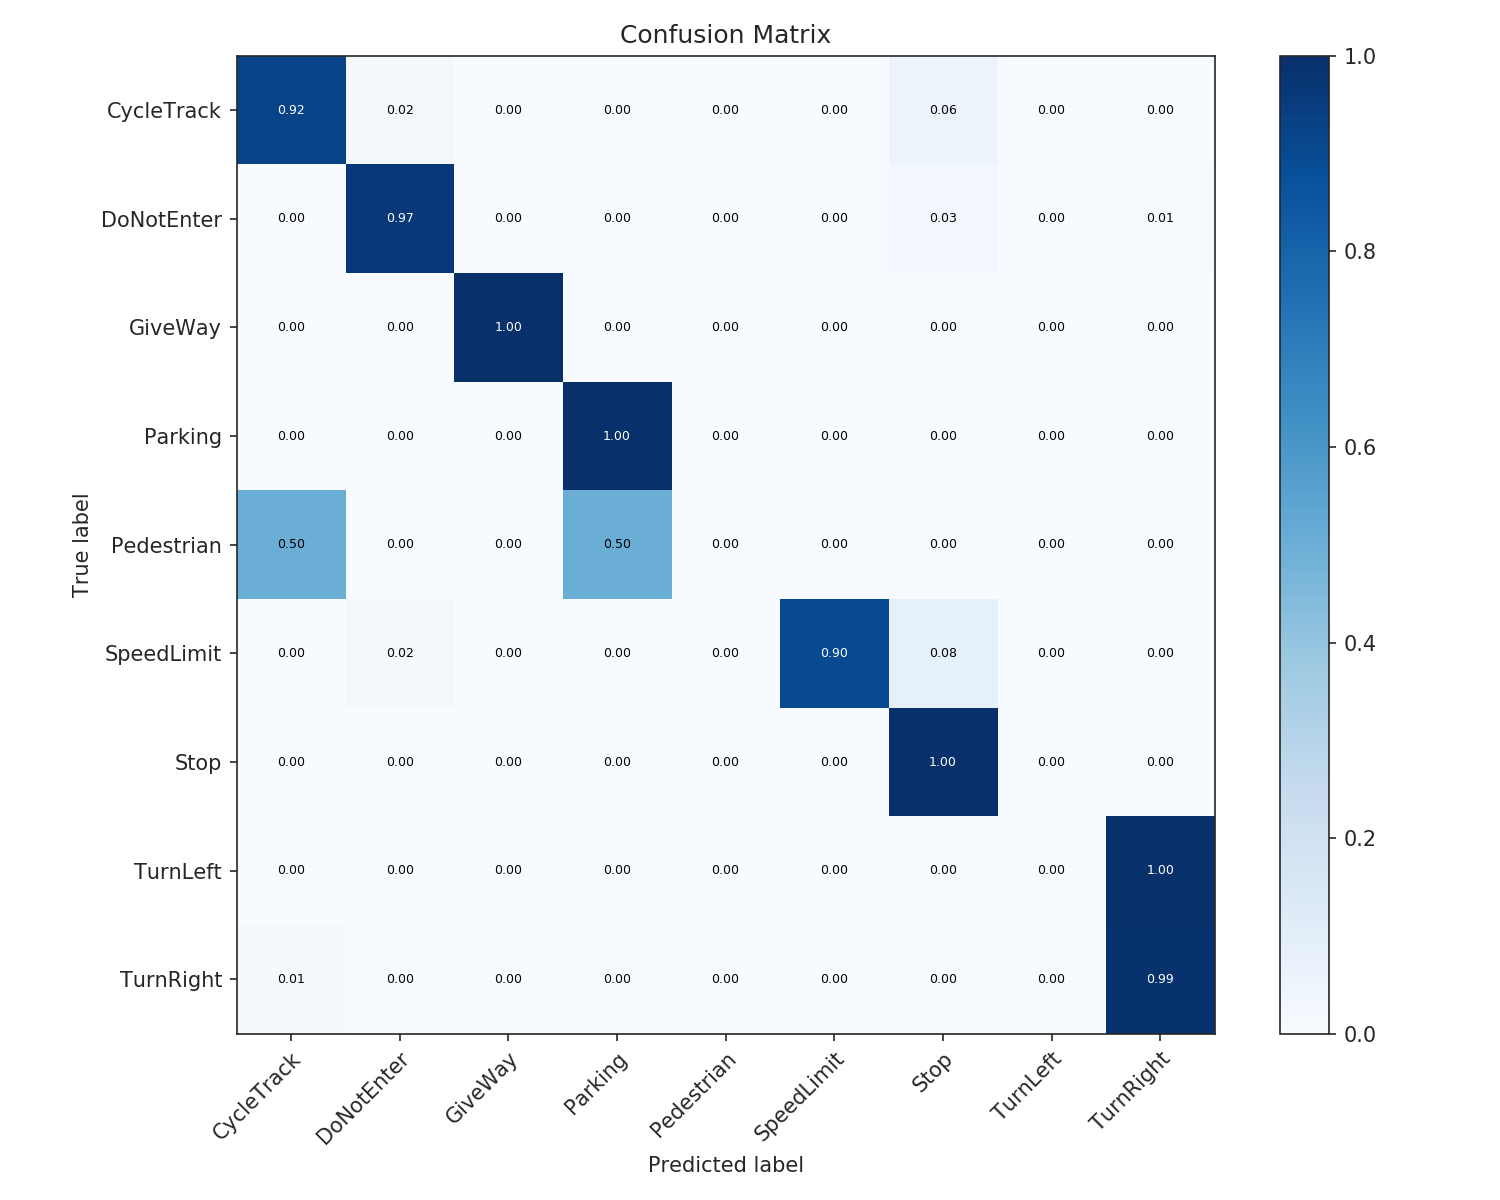 Confusion Matrix
CycleTrack 0.92 0.02 0.00 0.00 0.00 0.00 0.06 0.00 0.00
DoNotEnter 0.00 0.97 0.00 0.00 0.00 0.00 0.03 0.00 0.01
GiveWay 0.00 0.00 1.00 0.00 0.00 0.00 0.00 0.00 0.00
Parking 0.00 0.00 0.00 1.00 0.00 0.00 0.00 0.00 0.00
Pedestrian 0.50 0.00 0.00 0.50 0.00 0.00 0.00 0.00 0.00
SpeedLimit 0.00 0.02 0.00 0.00 0.00 0.90 0.08 0.00 0.00
Stop 0.00 0.00 0.00 0.00 0.00 0.00 1.00 0.00 0.00
TurnLeft 0.00 0.00 0.00 0.00 0.00 0.00 0.00 0.00 1.00
TurnRight 0.01 0.00 0.00 0.00 0.00 0.00 0.00 0.00 0.99
True label
CycleTrack DoNotEnter GiveWay Parking Pedestrian SpeedLimit Stop TurnLeft TurnRight
Predicted label
1.0
0.8
0.6
0.4
0.2
0.0